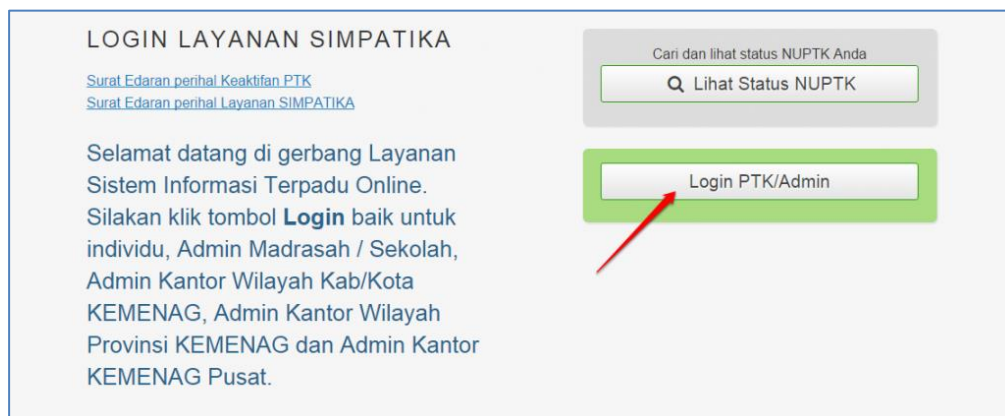 LOGIN LAYANAN SIMPATIKA
Surat Edaran perihal Keaktifan PTK
Surat Edaran perihal Layanan SIMPATIKA
Selamat datang di gerbang Layanan
Sistem Informasi Terpadu Online.
Silakan klik tombol Login baik untuk
individu, Admin Madrasah / Sekolah,
Admin Kantor Wilayah Kab/Kota
KEMENAG, Admin Kantor Wilayah
Provinsi KEMENAG dan Admin Kantor
KEMENAG Pusat.
Cari dan lihat status NUPTK Anda
Lihat Status NUPTK
Login PTK/Admin